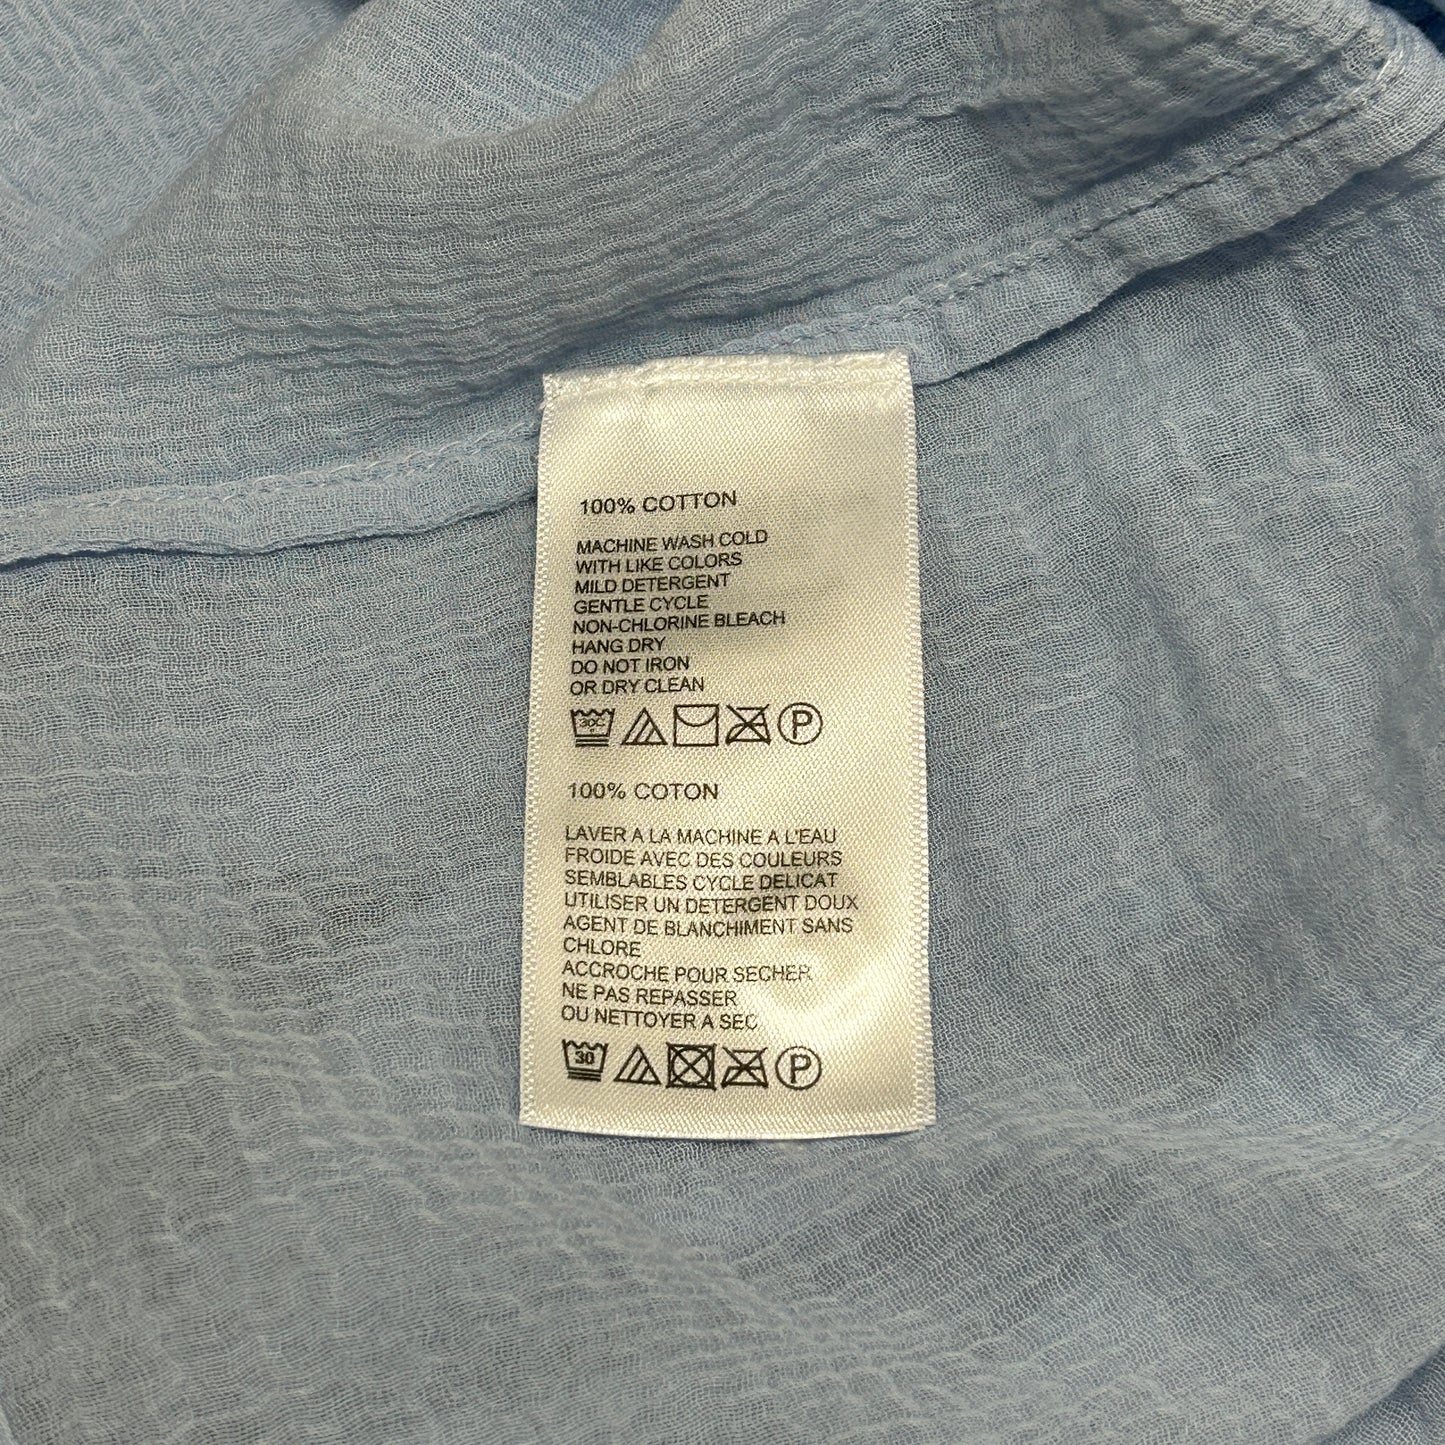 100% COTTON
MACHINE WASH COLD
WITH LIKE COLORS
MILD DETERGENT
GENTLE CYCLE
NON-CHLORINE BLEACH
HANG DRY
DO NOT IRON
OR DRY CLEAN
30C P
100% COTON
LAVER A LA MACHINE A L'EAU
FROIDE AVEC DES COULEURS
SEMBLABLES CYCLE DELICAT
UTILISER UN DETERGENT DOUX
AGENT DE BLANCHIMENT SANS
CHLORE
ACCROCHE POUR SECHER
NE PAS REPASSER
OU NETTOYER A SEC
30 P